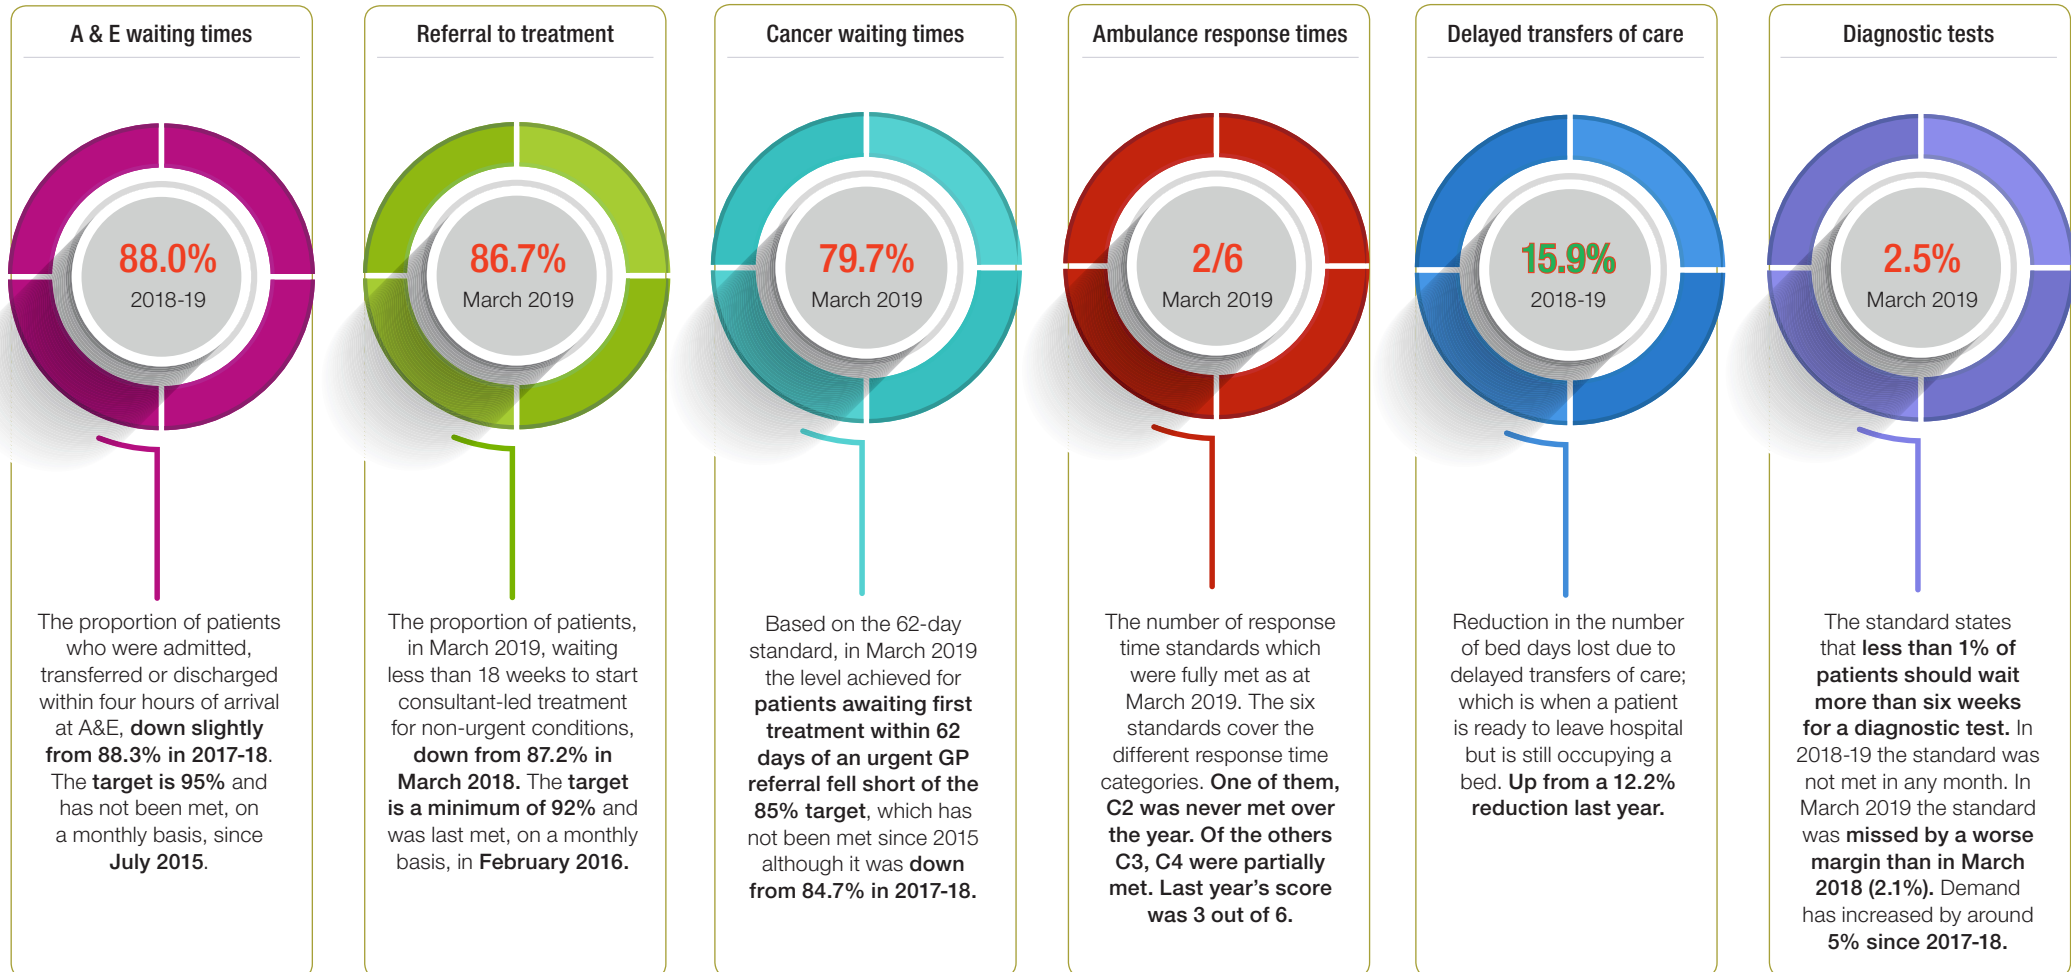 A & E waiting times
88.0%
2018-19
The proportion of patients
who were admitted,
transferred or discharged
within four hours of arrival
at A&E, down slightly
from 88.3% in 2017-18.
The target is 95% and
has not been met, on
a monthly basis, since
July 2015.
Referral to treatment
86.7%
March 2019
The proportion of patients,
in March 2019, waiting
less than 18 weeks to start
consultant-led treatment
for non-urgent conditions,
down from 87.2% in
March 2018. The target
is a minimum of 92% and
was last met, on a monthly
basis, in February 2016.
Cancer waiting times
79.7%
March 2019
Based on the 62-day
standard, in March 2019
the level achieved for
patients awaiting first
treatment within 62
days of an urgent GP
referral fell short of the
85% target, which has
not been met since 2015
although it was down
from 84.7% in 2017-18.
Ambulance response times
2/6
March 2019
The number of response
time standards which
were fully met as at
March 2019. The six
standards cover the
different response time
categories. One of them,
C2 was never met over
the year. Of the others
C3, C4 were partially
met. Last year's score
was 3 out of 6.
Delayed transfers of care
15.9%
2018-19
Reduction in the number
of bed days lost due to
delayed transfers of care;
which is when a patient
is ready to leave hospital
but is still occupying a
bed. Up from a 12.2%
reduction last year.
Diagnostic tests
2.5%
March 2019
The standard states
that less than 1% of
patients should wait
more than six weeks
for a diagnostic test. In
2018-19 the standard was
not met in any month. In
March 2019 the standard
was missed by a worse
margin than in March
2018 (2.1%). Demand
has increased by around
5% since 2017-18.